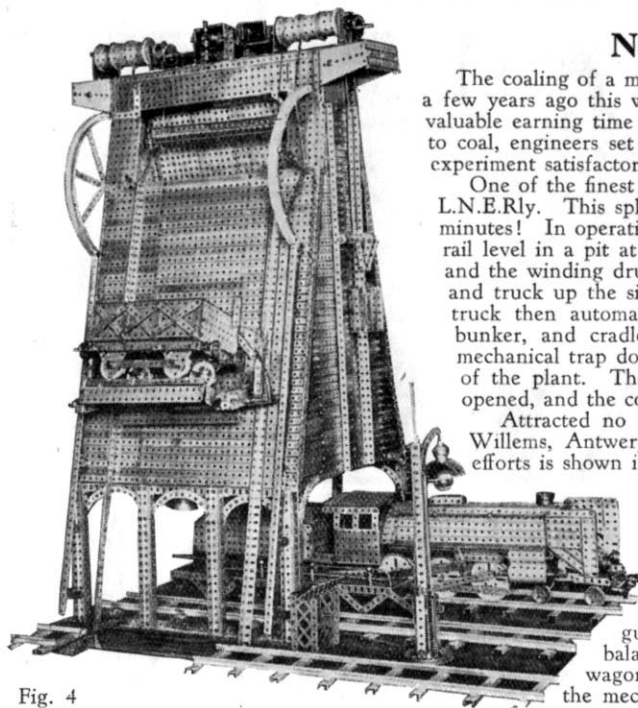 N
The coaling of a m
a few years ago this w
valuable earning time
to coal, engineers set
experiment satisfactor
One of the finest
L.N.E.Rly. This spl
minutes! In operati
rail level in a pit at
and the winding dru
and truck up the si
truck then automa
bunker, and cradle
mechanical trap do
of the plant. Th
opened, and the co
Attracted no
Willems, Antwer
efforts is shown i
gu
bala
wagon
the mec
Fig. 4